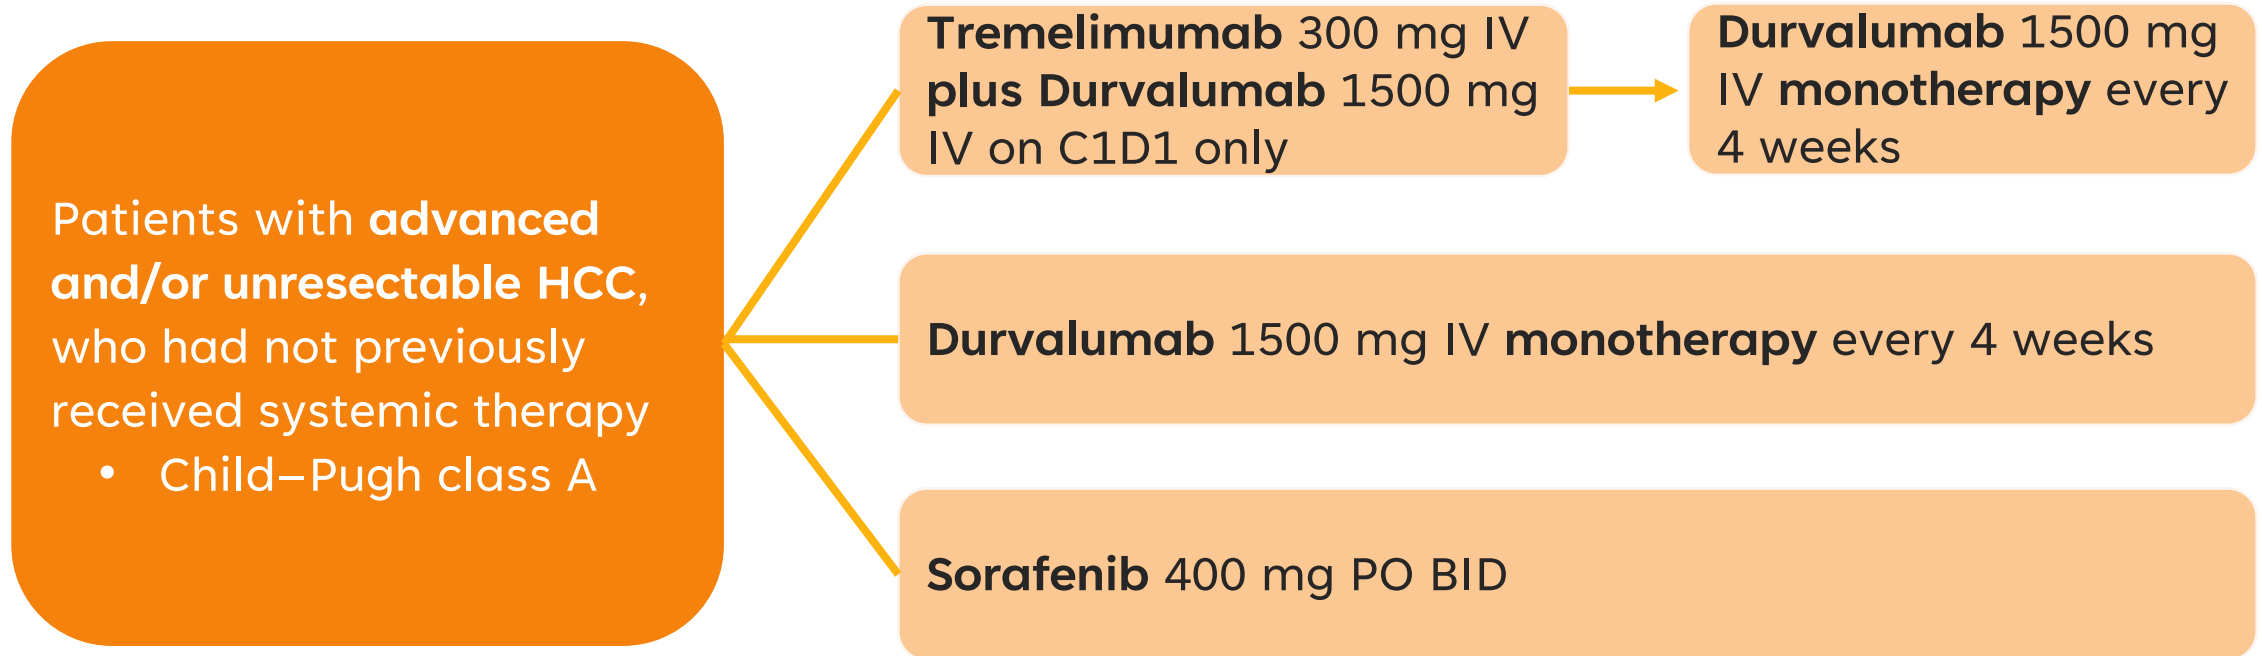 Patients with advanced
and/or unresectable HCC,
who had not previously
received systemic therapy
• Child–Pugh class A
Tremelimumab 300 mg IV
plus Durvalumab 1500 mg
IV on C1D1 only
Durvalumab 1500 mg
IV monotherapy every
4 weeks
Durvalumab 1500 mg IV monotherapy every 4 weeks
Sorafenib 400 mg PO BID